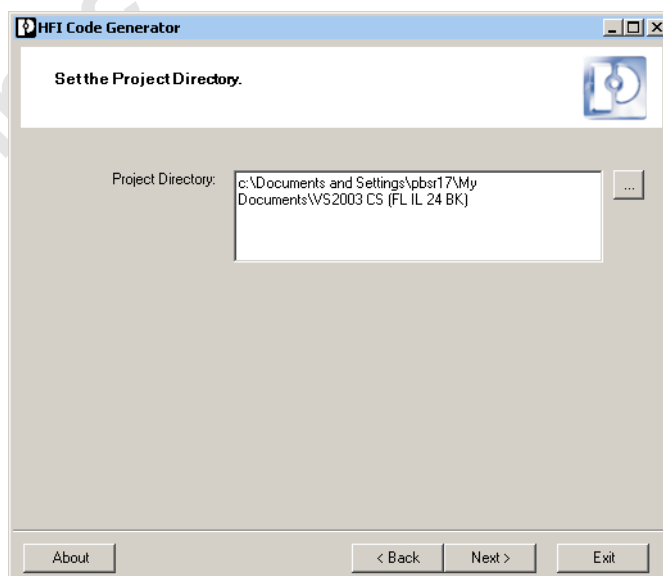 HFI Code Generator
Set the Project Directory.
Project Directory:
c:\Documents and Settings\pbsr17\My
Documents\VS2003 CS (FL IL 24 BK)
...
About
< Back
Next >
Exit